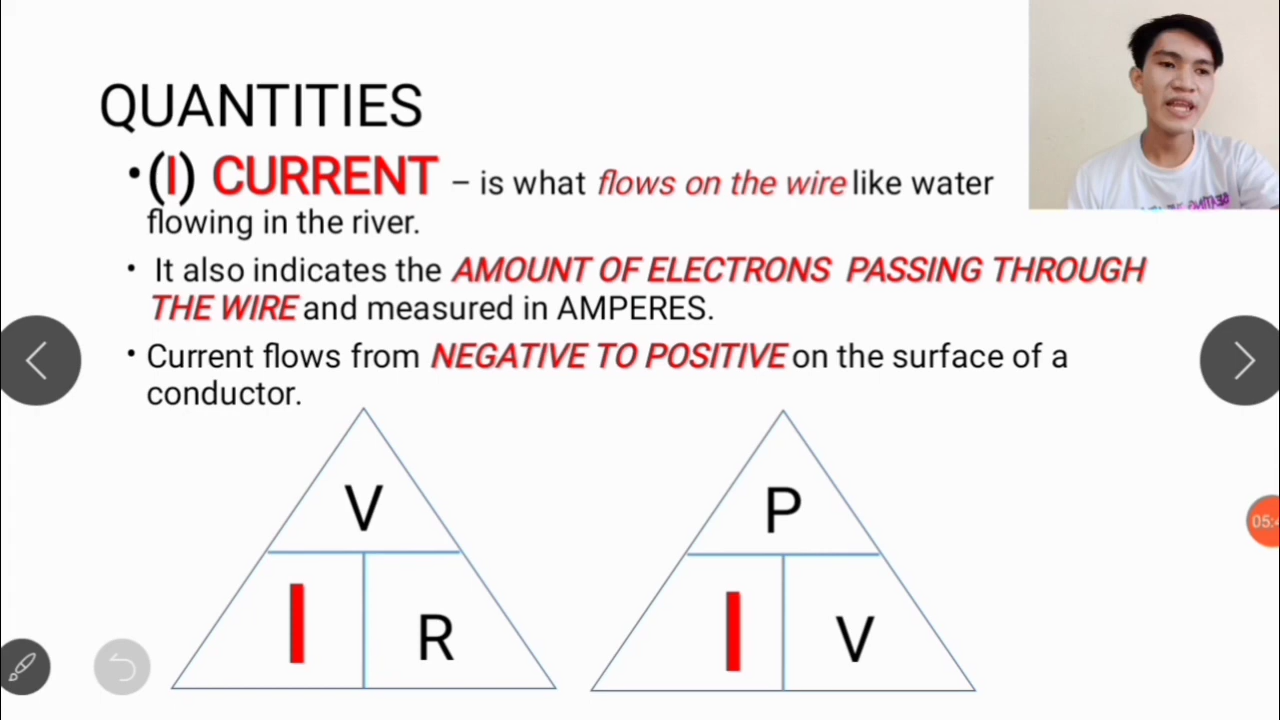 QUANTITIES
•(I) CURRENT – is what flows on the wire like water
flowing in the river.
• It also indicates the AMOUNT OF ELECTRONS PASSING THROUGH
THE WIRE and measured in AMPERES.
• Current flows from NEGATIVE TO POSITIVE on the surface of a
conductor.
V
I R
P
I V